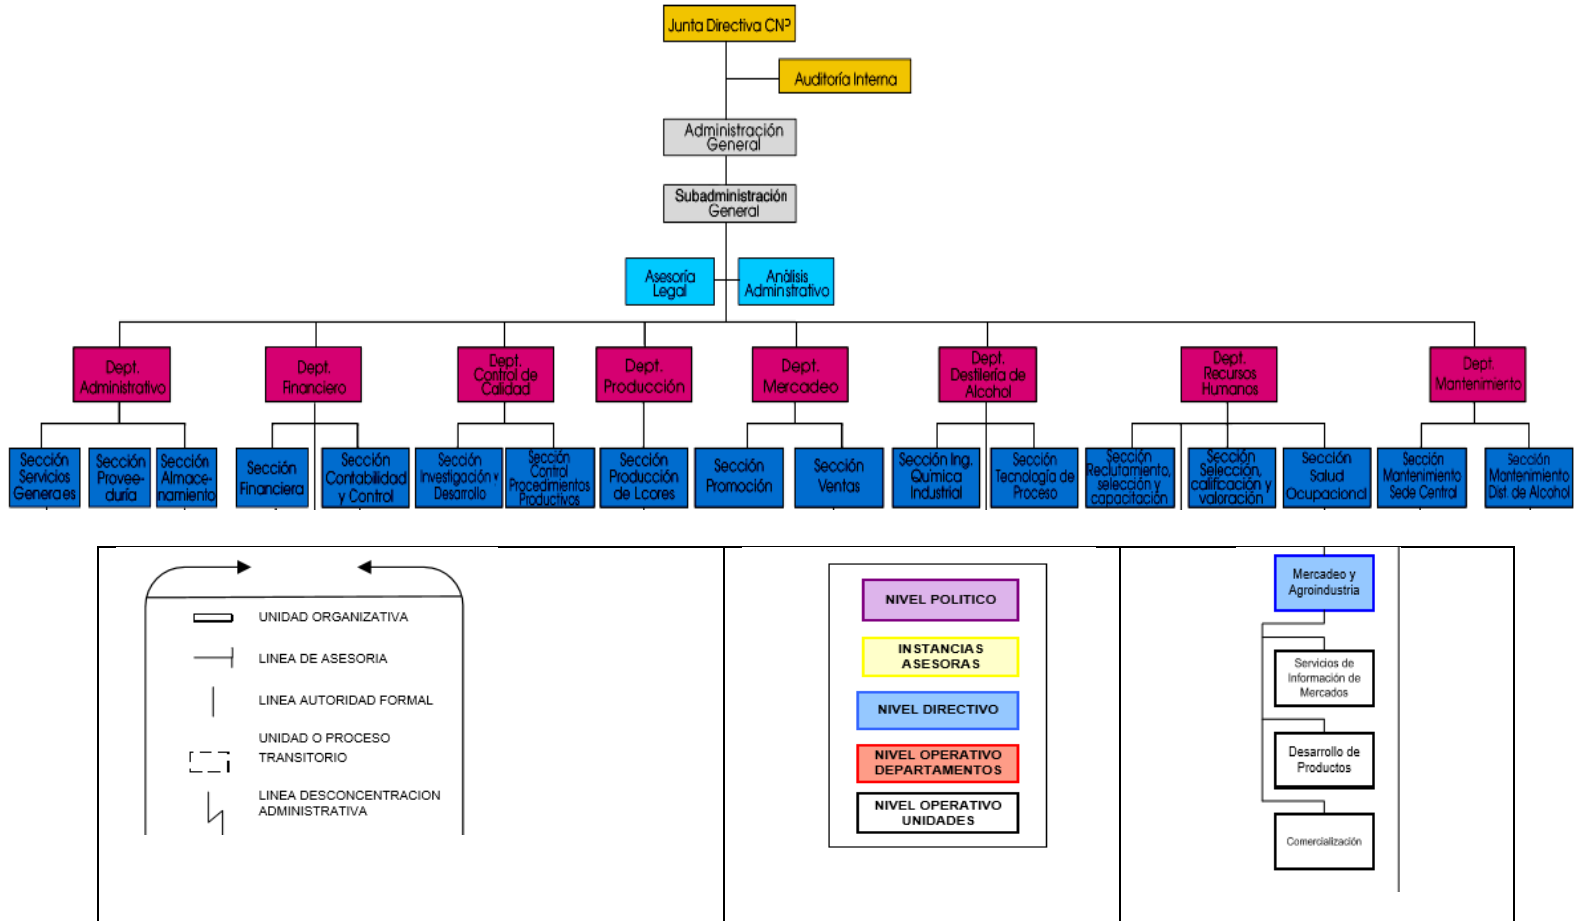 Junta Directiva CNP
Auditoría Interna
Administración
General
Subadministración
General
Asesoría
Legal
Análisis
Adminstrativo
Dept.
Administrativo
Dept.
Financiero
Dept.
Control de
Calidad
Dept.
Producción
Dept.
Mercadeo
Dept.
Destilería de
Alcohol
Dept.
Recursos
Humanos
Dept.
Mantenimiento
Sección
Servicios
Generaes
Sección
Provee-
duría
Sección
Almace-
namiento
Sección
Financiera
Sección
Contabilidad
y Control
Sección
Investigación y
Desarrollo
Sección
Control
Procedimientos
Productivos
Sección
Producción
de Lcores
Sección
Promoción
Sección
Ventas
Sección Ing.
Química
Industrial
Sección
Tecnología de
Proceso
Sección
Reclutamiento,
selección y
capacitación
Sección
Selección,
calificación y
valoración
Sección
Salud
Ocupacional
Sección
Mantenimiento
Sede Central
Sección
Mantenimiento
Dist. de Alcohol
UNIDAD ORGANIZATIVA
LINEA DE ASESORIA
LINEA AUTORIDAD FORMAL
UNIDAD O PROCESO
TRANSITORIO
LINEA DESCONCENTRACION
ADMINISTRATIVA
NIVEL POLITICO
INSTANCIAS
ASESORAS
NIVEL DIRECTIVO
NIVEL OPERATIVO
DEPARTAMENTOS
NIVEL OPERATIVO
UNIDADES
Mercadeo y
Agroindustria
Servicios de
Información de
Mercados
Desarrollo de
Productos
Comercialización